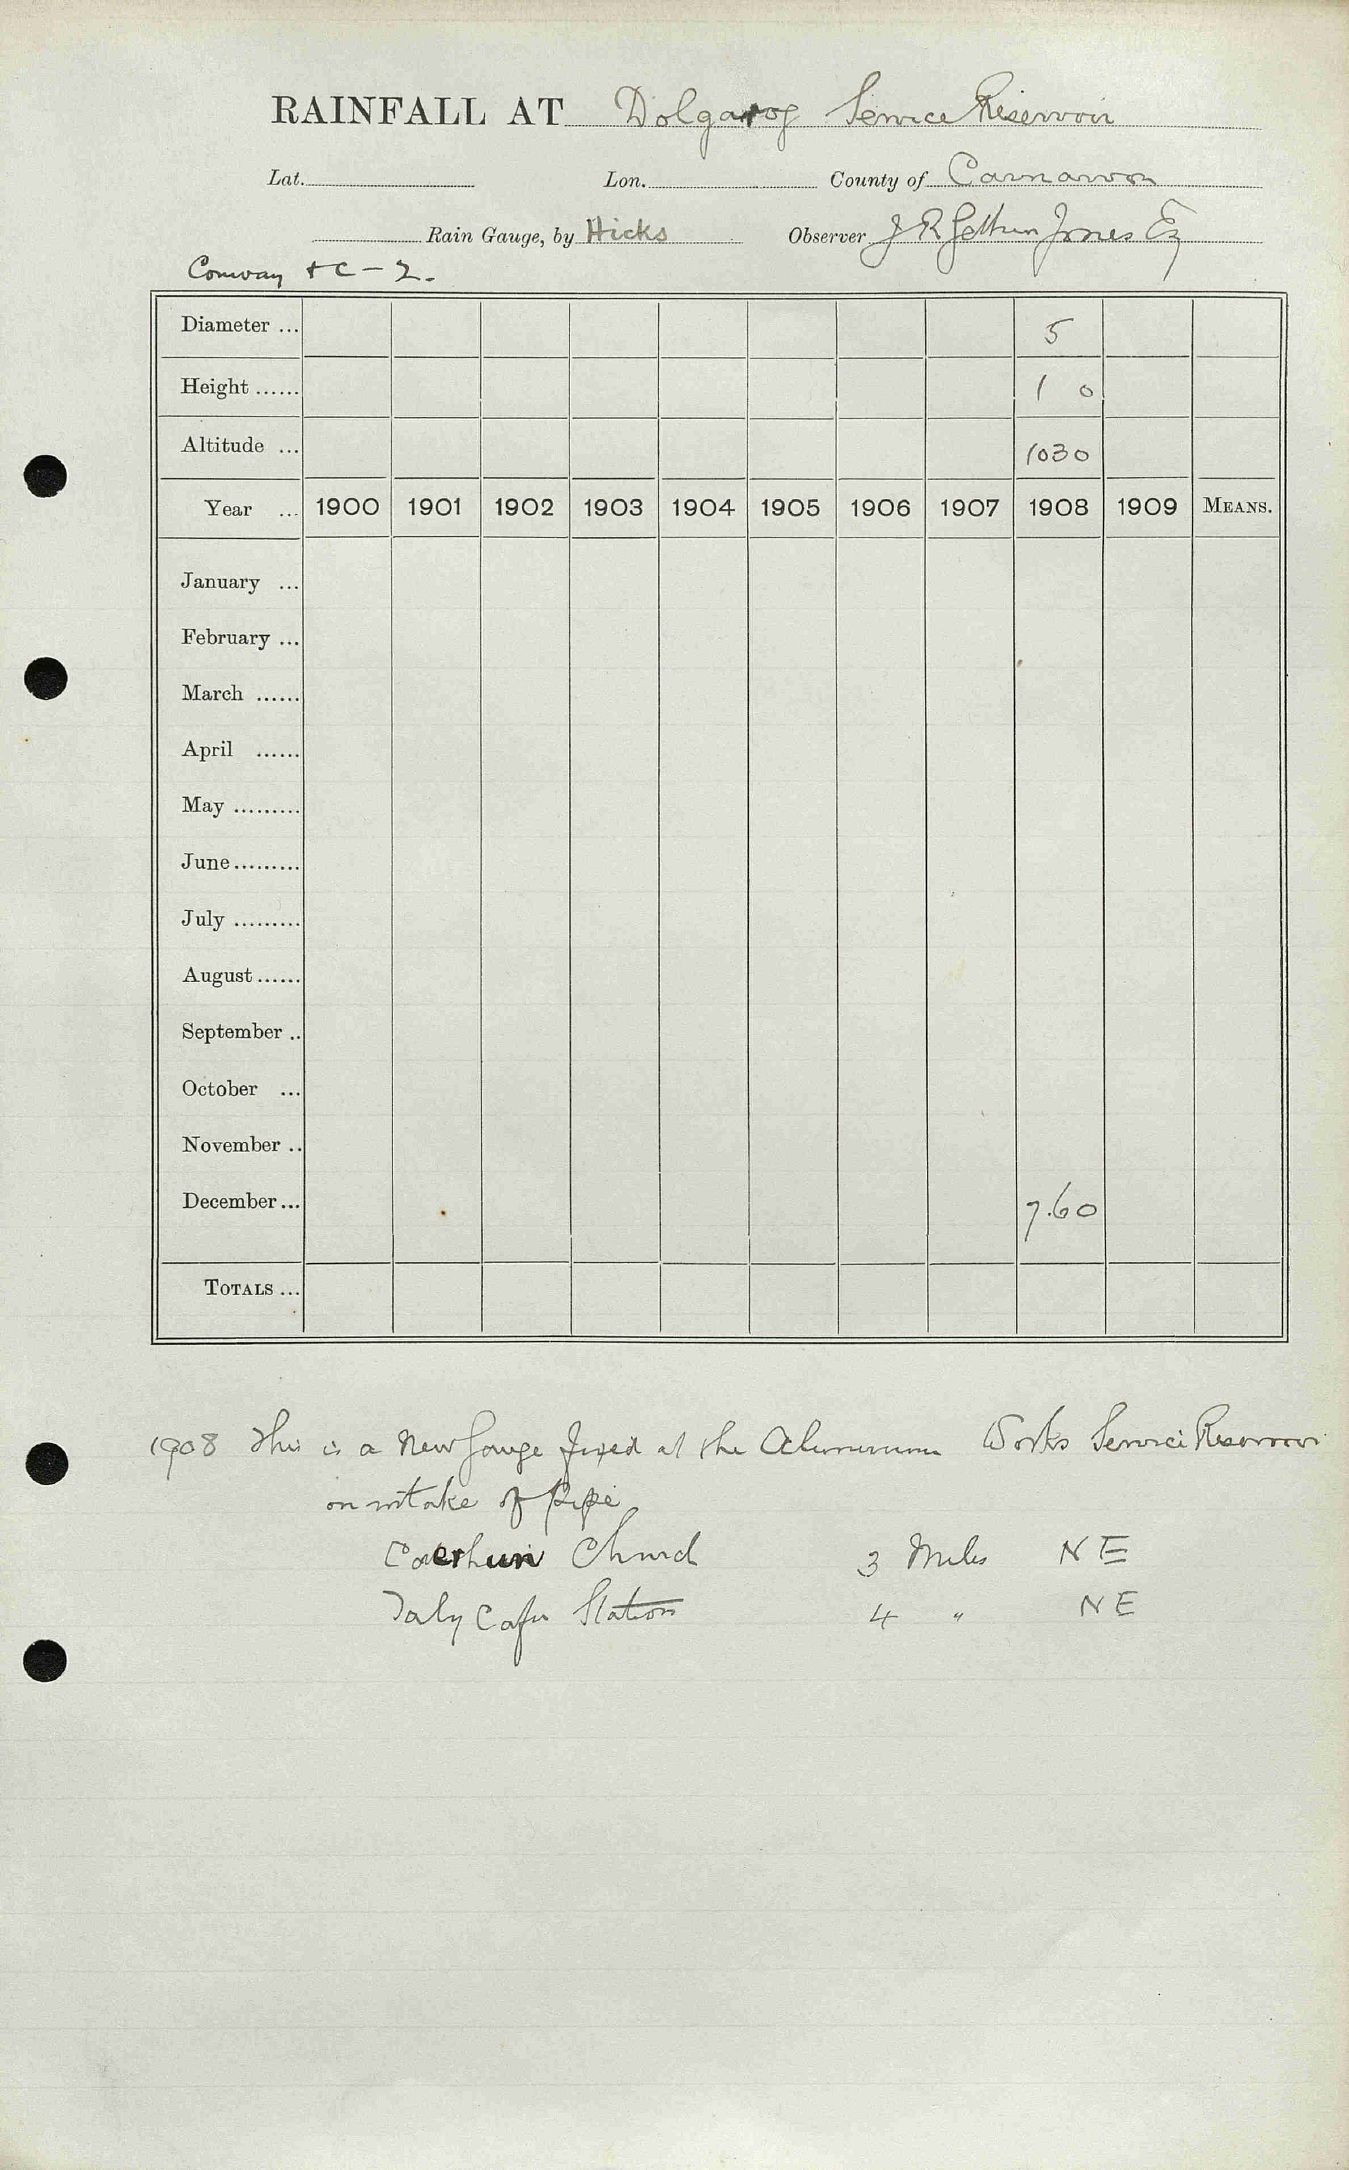 RAINFALL AT Dolgarog Service Reservoir
Lat. Lon. County of Carnarvon
Rain Gauge, by Hicks Observer J R Gethin Jones Esq
Conway &c - 2.
Diameter ... 5
Height ...... 1 0
Altitude ... 1030
Year ... 1900 1901 1902 1903 1904 1905 1906 1907 1908 1909 MEANS.
January ...
February ...
March ......
April ......
May .........
June .........
July .........
August ......
September ..
October ...
November ..
December ... 7.60
TOTALS ...
1908 This is a New Gauge fixed at the Aluminium Works Service Reservoir
on intake of Pipe
Caerhun Church 3 Miles NE
Taly Cafn Station 4 " NE